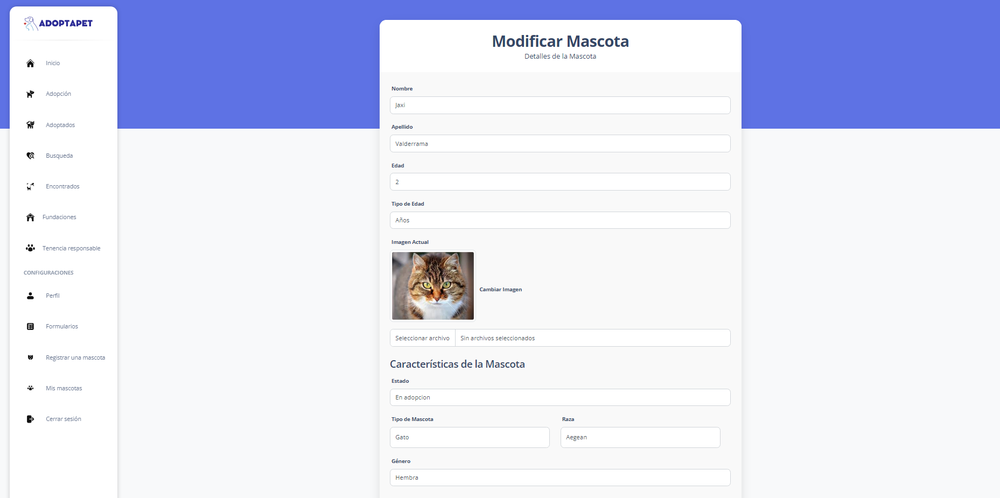 ADOPTAPET
Inicio
Adopción
Adoptados
Busqueda
Encontrados
Fundaciones
Tenencia responsable
CONFIGURACIONES
Perfil
Formularios
Registrar una mascota
Mis mascotas
Cerrar sesión
Modificar Mascota
Detalles de la Mascota
Nombre
Jaxi
Apellido
Valderrama
Edad
2
Tipo de Edad
Años
Imagen Actual
Cambiar Imagen
Seleccionar archivo Sin archivos seleccionados
Características de la Mascota
Estado
En adopcion
Tipo de Mascota Raza
Gato Aegean
Género
Hembra